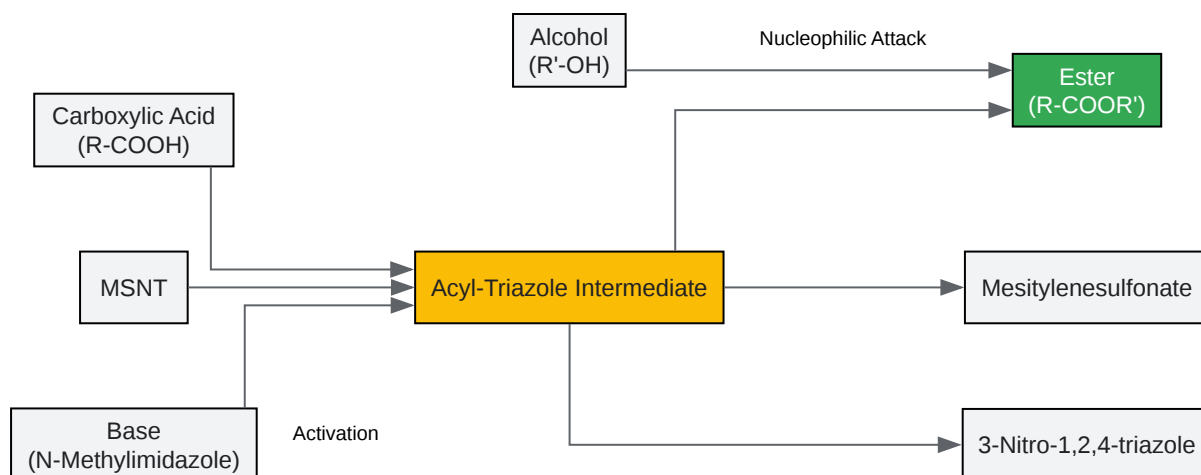 Alcohol
(R'-OH)
Nucleophilic Attack
Ester
(R-COOR')
Carboxylic Acid
(R-COOH)
MSNT
Acyl-Triazole Intermediate
Mesitylenesulfonate
Base
(N-Methylimidazole)
Activation
3-Nitro-1,2,4-triazole